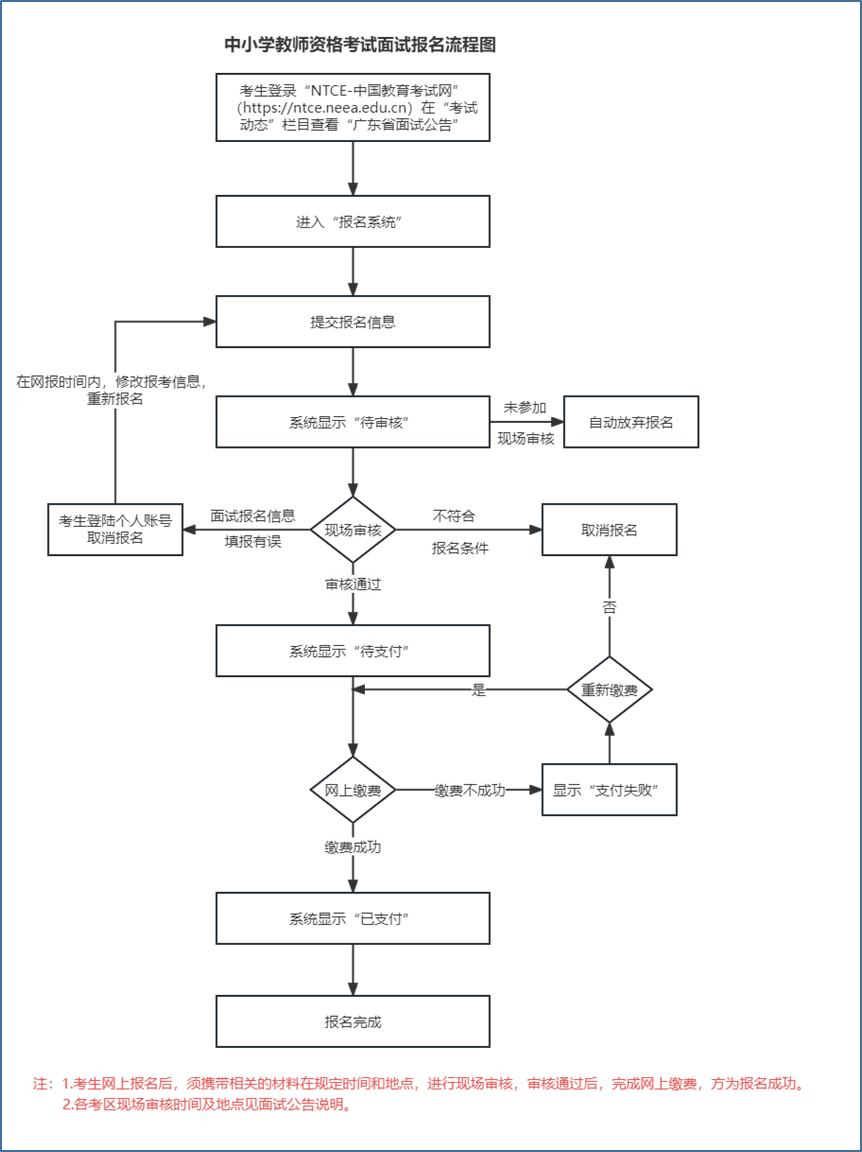 中小学教师资格考试面试报名流程图
考生登录“NTCE-中国教育考试网”
（https://ntce.neea.edu.cn）在“考试
动态”栏目查看“广东省面试公告”
进入“报名系统”
提交报名信息
在网报时间内，修改报考信息，
重新报名
系统显示“待审核”
未参加
现场审核
自动放弃报名
考生登陆个人账号
取消报名
面试报名信息
填报有误
现场审核
不符合
报名条件
取消报名
审核通过
否
系统显示“待支付”
是
重新缴费
网上缴费
缴费不成功
显示“支付失败”
缴费成功
系统显示“已支付”
报名完成
注：1.考生网上报名后，须携带相关的材料在规定时间和地点，进行现场审核，审核通过后，完成网上缴费，方为报名成功。
2.各考区现场审核时间及地点见面试公告说明。